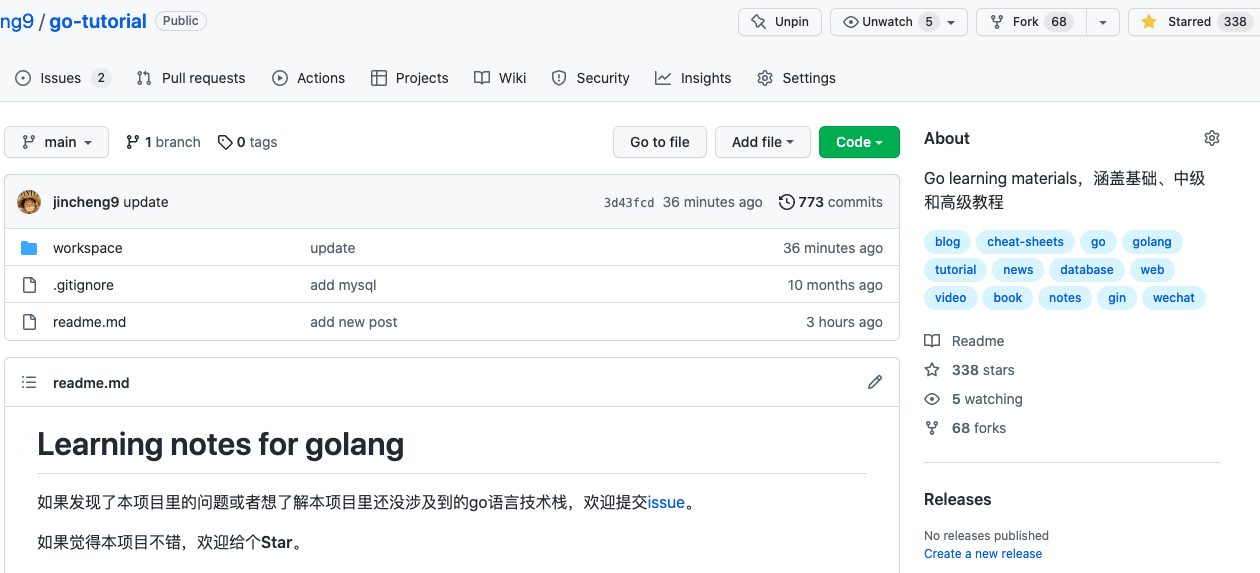 ng9 / go-tutorial Public Unpin Unwatch 5 Fork 68 Starred 338
Issues 2 Pull requests Actions Projects Wiki Security Insights Settings
main 1 branch 0 tags Go to file Add file Code
jincheng9 update 3d43fcd 36 minutes ago 773 commits
workspace update 36 minutes ago
.gitignore add mysql 10 months ago
readme.md add new post 3 hours ago
readme.md
Learning notes for golang
如果发现了本项目里的问题或者想了解本项目里还没涉及到的go语言技术栈，欢迎提交issue。
如果觉得本项目不错，欢迎给个Star。
About
Go learning materials，涵盖基础、中级
和高级教程
blog cheat-sheets go golang
tutorial news database web
video book notes gin wechat
Readme
338 stars
5 watching
68 forks
Releases
No releases published
Create a new release